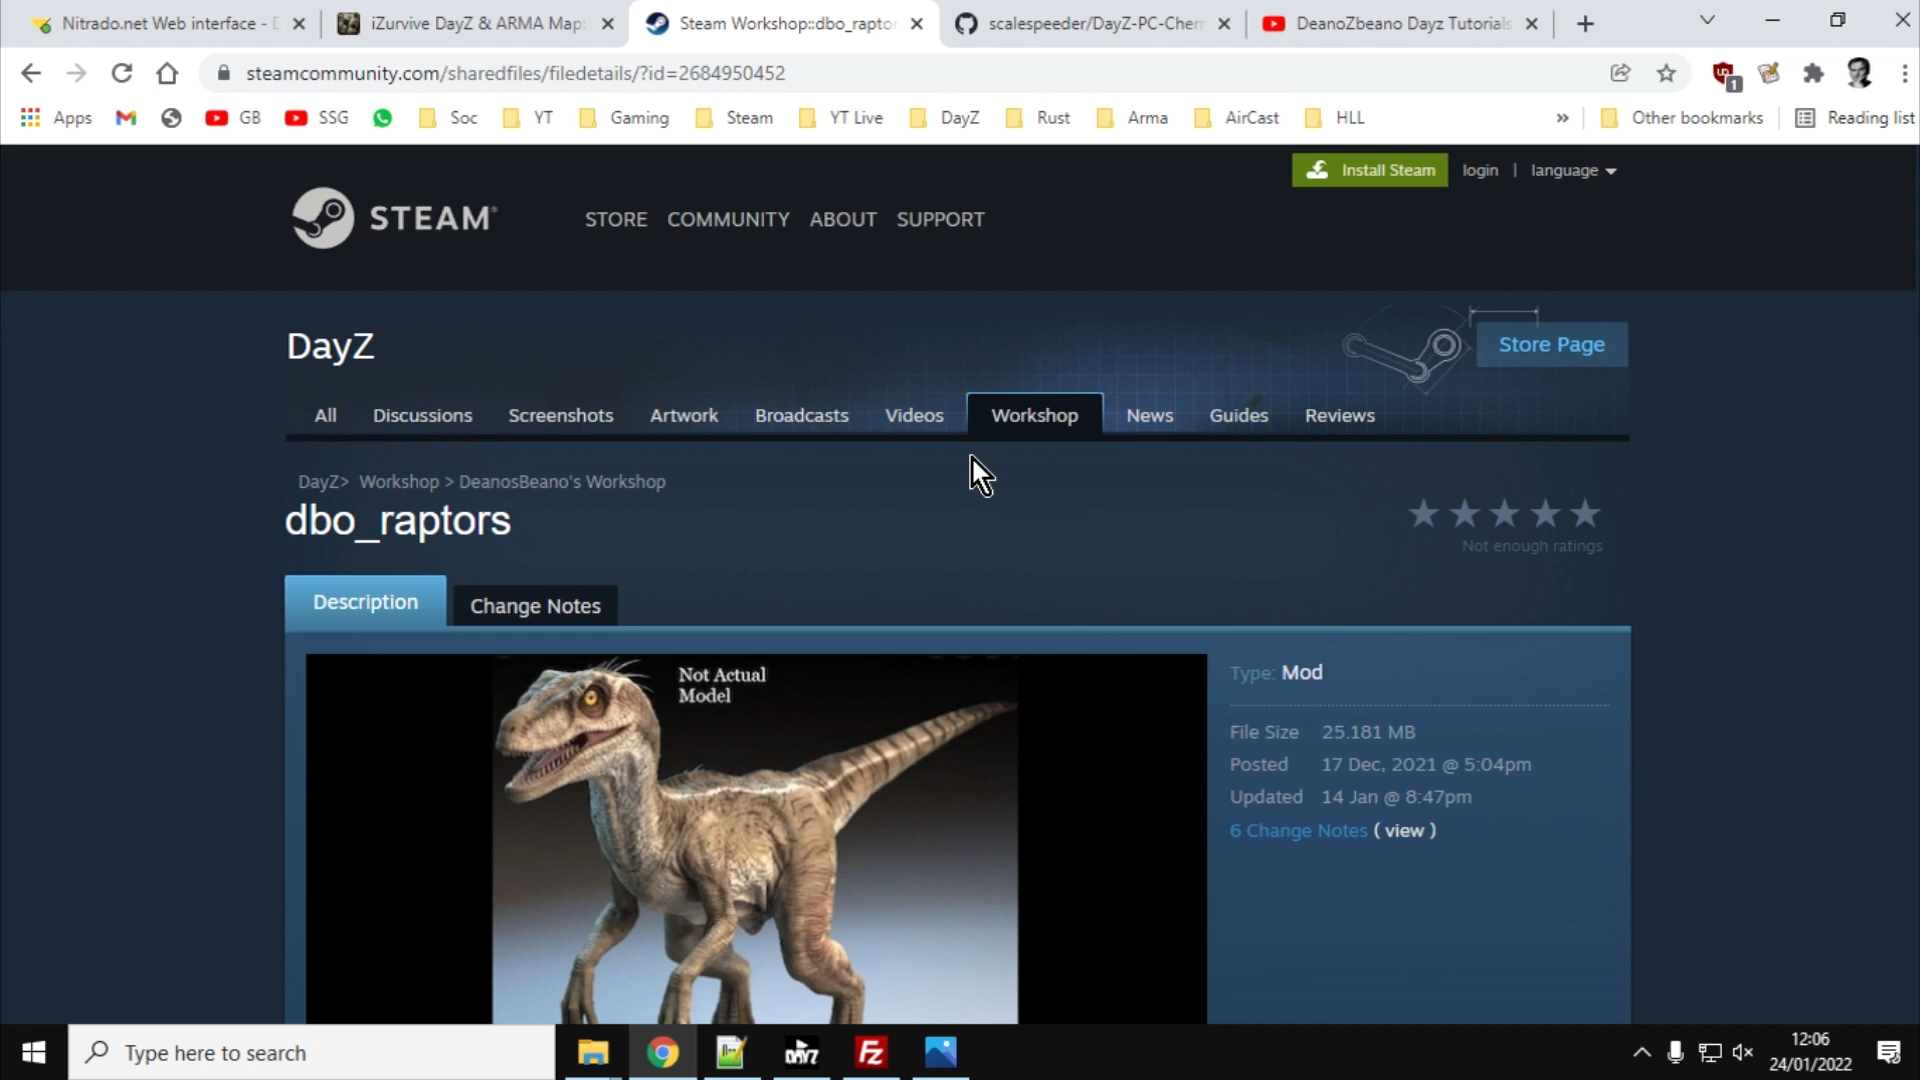 Nitrado.net Web interface - D
iZurvive DayZ & ARMA Map
Steam Workshop::dbo_raptor
scalespeeder/DayZ-PC-Chern
DeanoZbeano Dayz Tutorials
steamcommunity.com/sharedfiles/filedetails/?id=2684950452
1
Apps
GB
SSG
Soc
YT
Gaming
Steam
YT Live
DayZ
Rust
Arma
AirCast
HLL
»
Other bookmarks
Reading list
Install Steam
login
|
language
STEAM®
STORE
COMMUNITY
ABOUT
SUPPORT
DayZ
Store Page
All
Discussions
Screenshots
Artwork
Broadcasts
Videos
Workshop
News
Guides
Reviews
DayZ> Workshop > DeanosBeano's Workshop
dbo_raptors
Not enough ratings
Description
Change Notes
Not Actual
Model
Type: Mod
File Size 25.181 MB
Posted 17 Dec, 2021 @ 5:04pm
Updated 14 Jan @ 8:47pm
6 Change Notes ( view )
Type here to search
DAYZ
Fz
12:06
24/01/2022